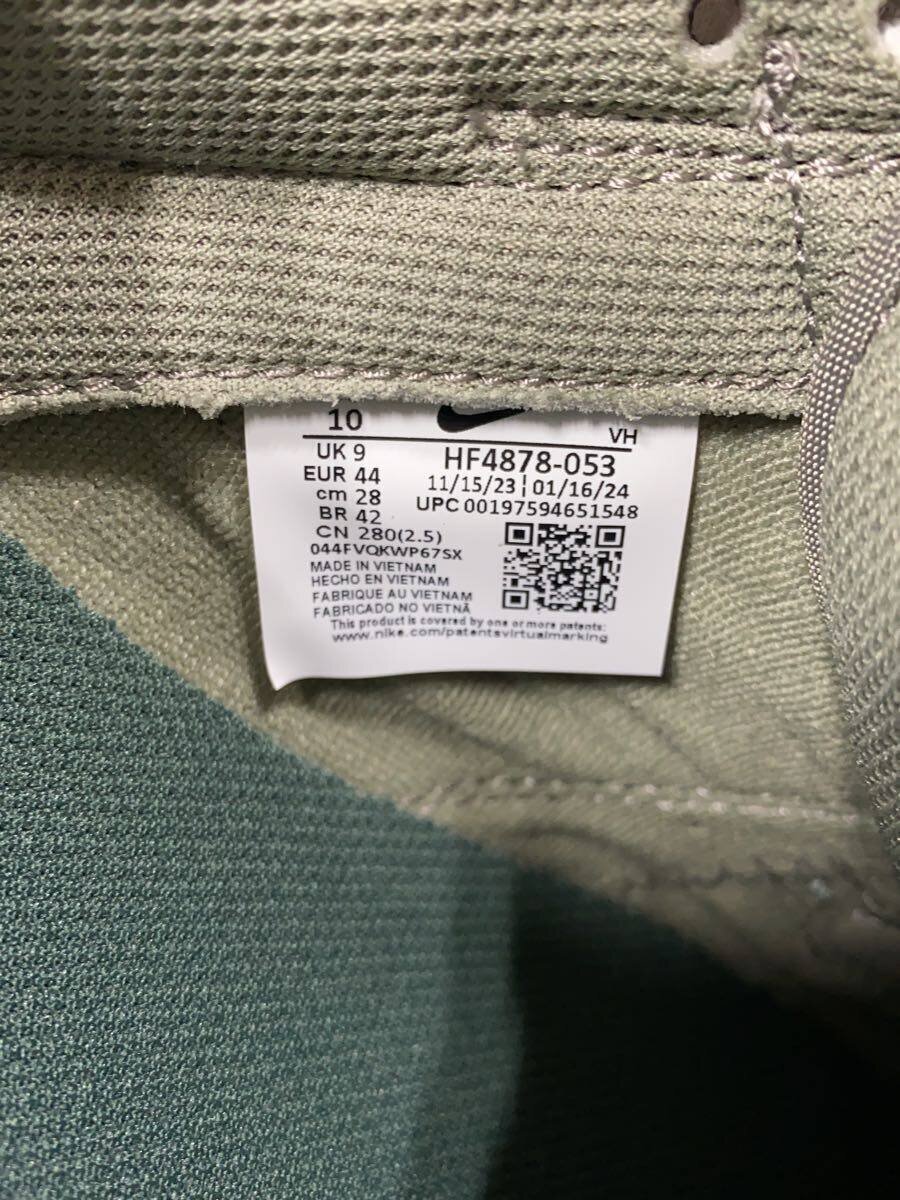 10
VH
UK 9
EUR 44
cm 28
BR 42
CN 280(2.5)
HF4878-053
11/15/23 ¦ 01/16/24
UPC 00197594651548
044FVQKWP67SX
MADE IN VIETNAM
HECHO EN VIETNAM
FABRIQUE AU VIETNAM
FABRICADO NO VIETNÃ
This product is covered by one or more patents:
www.nike.com/patentsvirtualmarking